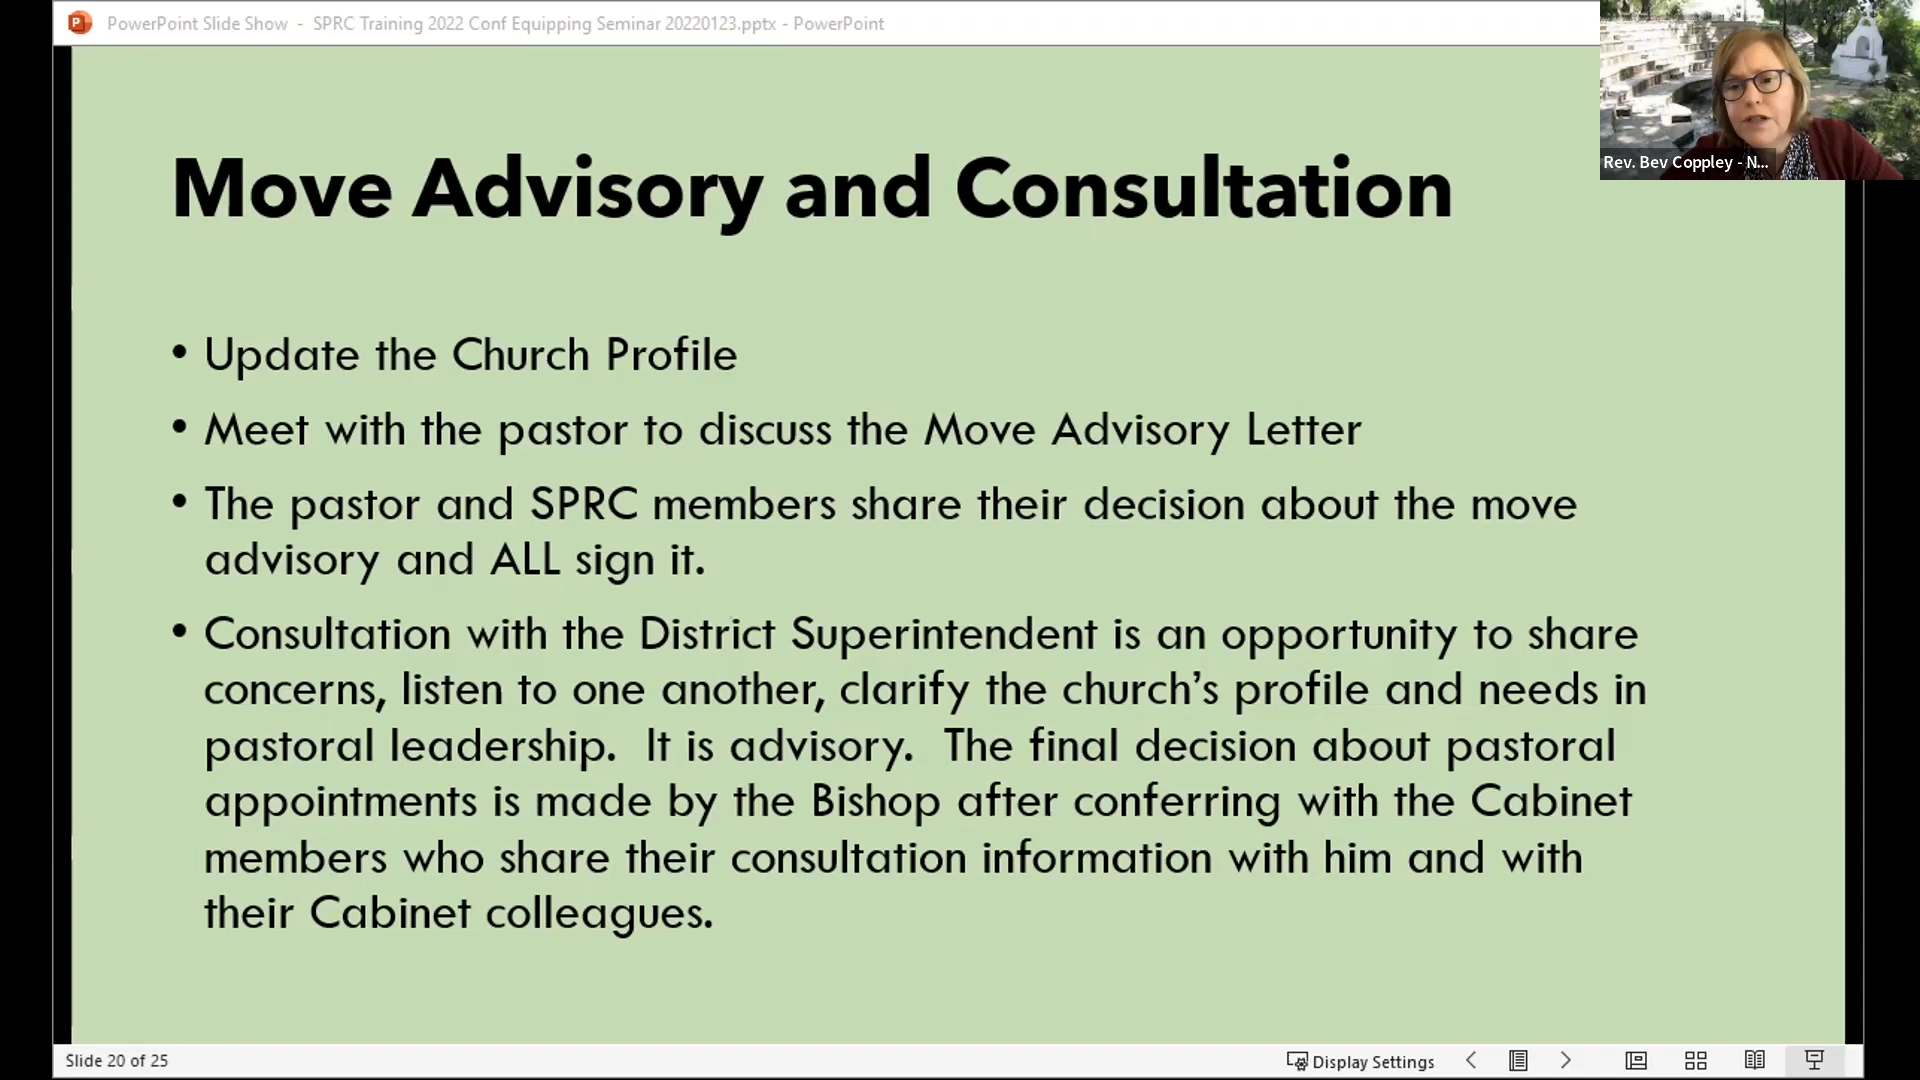 PowerPoint Slide Show - SPRC Training 2022 Conf Equipping Seminar 20220123.pptx - PowerPoint
Rev. Bev Coppley - N...
Move Advisory and Consultation
• Update the Church Profile
• Meet with the pastor to discuss the Move Advisory Letter
• The pastor and SPRC members share their decision about the move
advisory and ALL sign it.
• Consultation with the District Superintendent is an opportunity to share
concerns, listen to one another, clarify the church’s profile and needs in
pastoral leadership.  It is advisory.  The final decision about pastoral
appointments is made by the Bishop after conferring with the Cabinet
members who share their consultation information with him and with
their Cabinet colleagues.
Slide 20 of 25
Display Settings